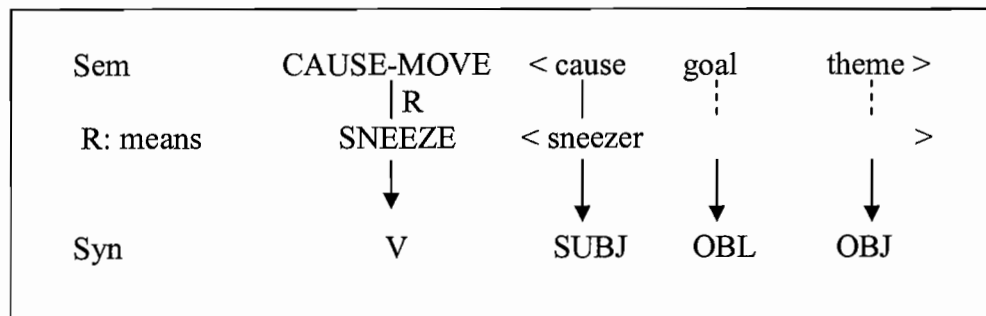 Sem CAUSE-MOVE < cause goal theme >
R
R: means SNEEZE < sneezer >
Syn V SUBJ OBL OBJ